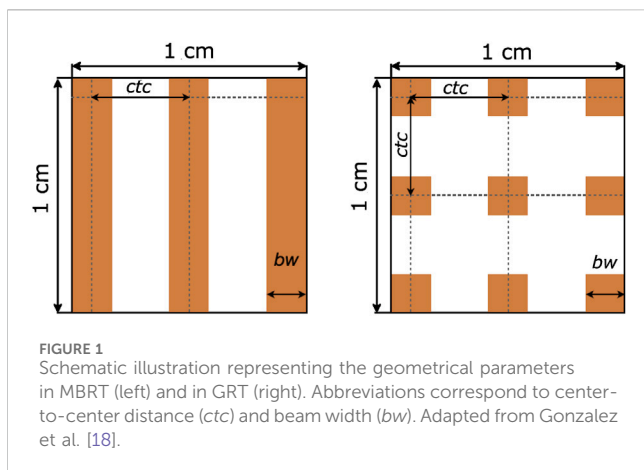 1 cm
ctc
1 cm
bw
1 cm
ctc
ctc
1 cm
bw
FIGURE 1
Schematic illustration representing the geometrical parameters
in MBRT (left) and in GRT (right). Abbreviations correspond to center-
to-center distance (ctc) and beam width (bw). Adapted from Gonzalez
et al. [18].